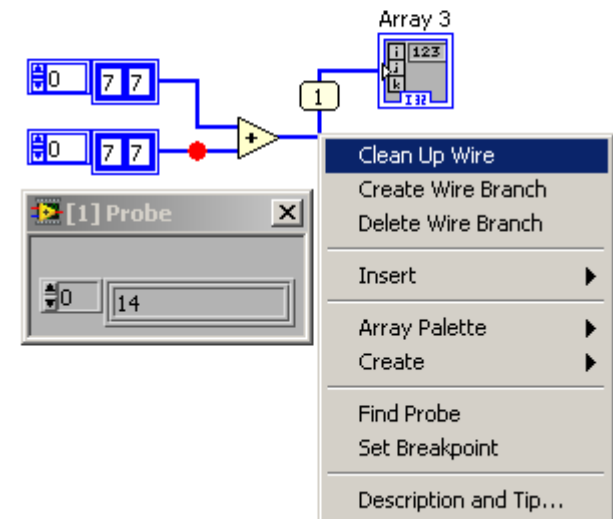 Array 3
i 123
j
k
I32
0 7 7
1
+
0 7 7
[1] Probe
0 14
Clean Up Wire
Create Wire Branch
Delete Wire Branch
Insert
Array Palette
Create
Find Probe
Set Breakpoint
Description and Tip...